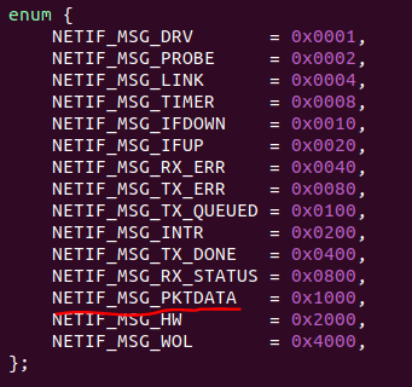 enum {
NETIF_MSG_DRV = 0x0001,
NETIF_MSG_PROBE = 0x0002,
NETIF_MSG_LINK = 0x0004,
NETIF_MSG_TIMER = 0x0008,
NETIF_MSG_IFDOWN = 0x0010,
NETIF_MSG_IFUP = 0x0020,
NETIF_MSG_RX_ERR = 0x0040,
NETIF_MSG_TX_ERR = 0x0080,
NETIF_MSG_TX_QUEUED = 0x0100,
NETIF_MSG_INTR = 0x0200,
NETIF_MSG_TX_DONE = 0x0400,
NETIF_MSG_RX_STATUS = 0x0800,
NETIF_MSG_PKTDATA = 0x1000,
NETIF_MSG_HW = 0x2000,
NETIF_MSG_WOL = 0x4000,
};